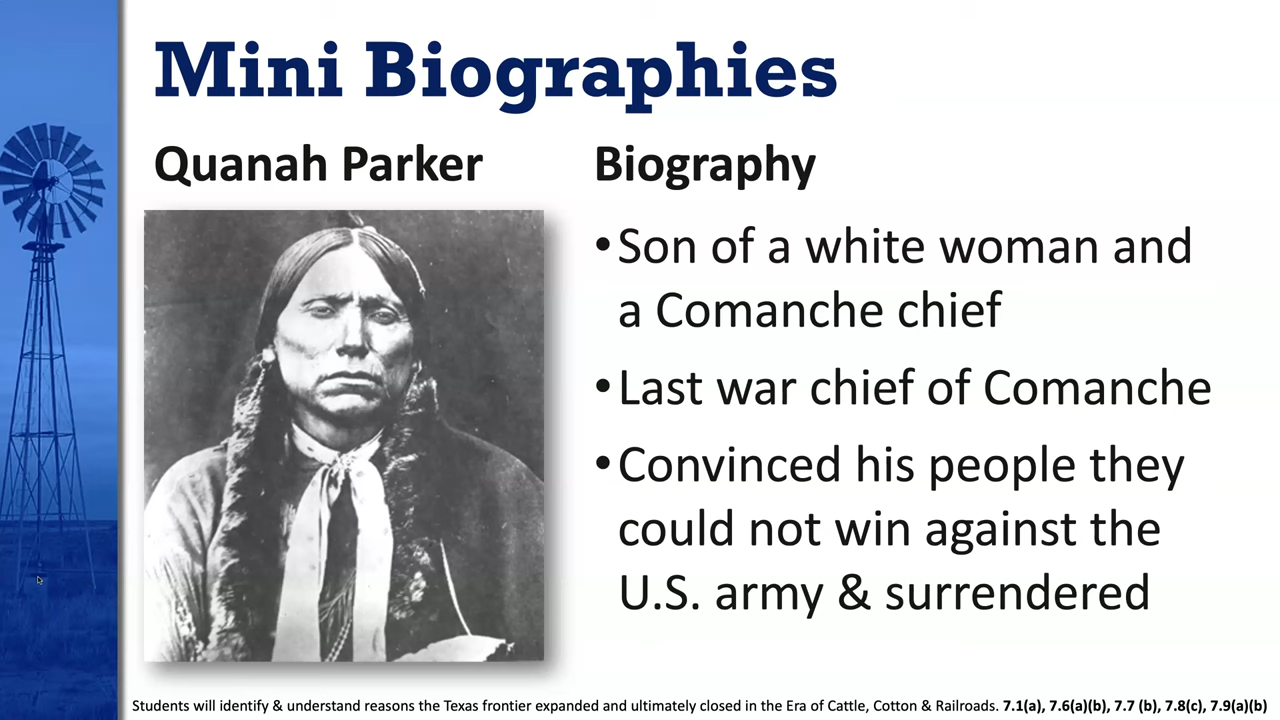 Mini Biographies
Quanah Parker
Biography
•Son of a white woman and
a Comanche chief
•Last war chief of Comanche
•Convinced his people they
could not win against the
U.S. army & surrendered
Students will identify & understand reasons the Texas frontier expanded and ultimately closed in the Era of Cattle, Cotton & Railroads. 7.1(a), 7.6(a)(b), 7.7 (b), 7.8(c), 7.9(a)(b)